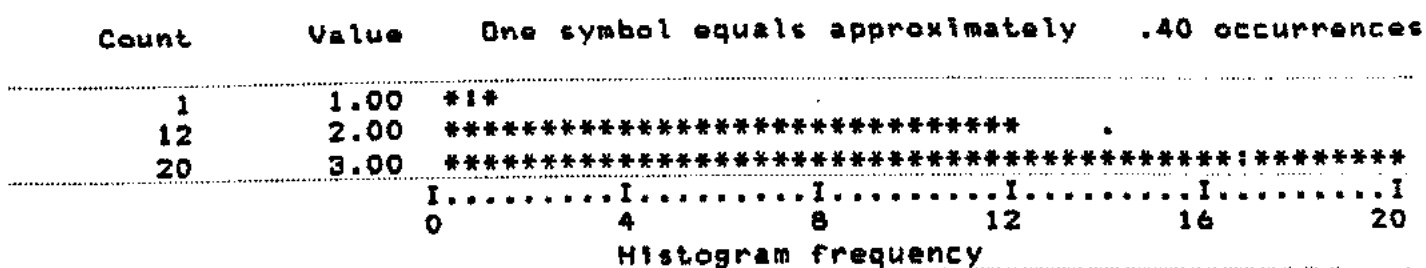 Count Value One symbol equals approximately .40 occurrences
1 1.00 *:*
12 2.00 ****************************** .
20 3.00 *****************************************:********
I.........I.........I.........I.........I.........I
0 4 8 12 16 20
Histogram frequency